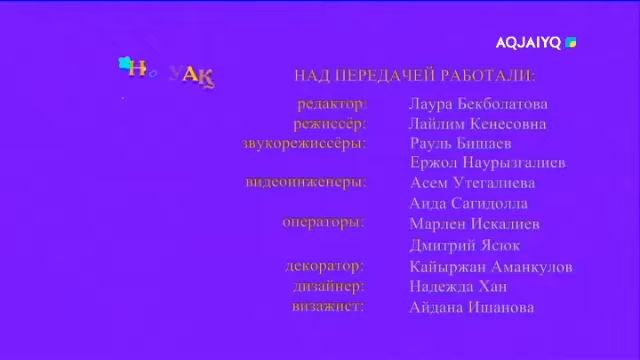 AQJAIYQ
НАД ПЕРЕДАЧЕЙ РАБОТАЛИ:
редактор: Лаура Бекболатова
режиссёр: Лайлим Кенесовна
звукорежиссёры: Рауль Бишаев
Ержол Наурызгалиев
видеоинженеры: Асем Утегалиева
Аида Сагидолла
операторы: Марлен Искалиев
Дмитрий Ясюк
декоратор: Кайыржан Аманкулов
дизайнер: Надежда Хан
визажист: Айдана Ишанова